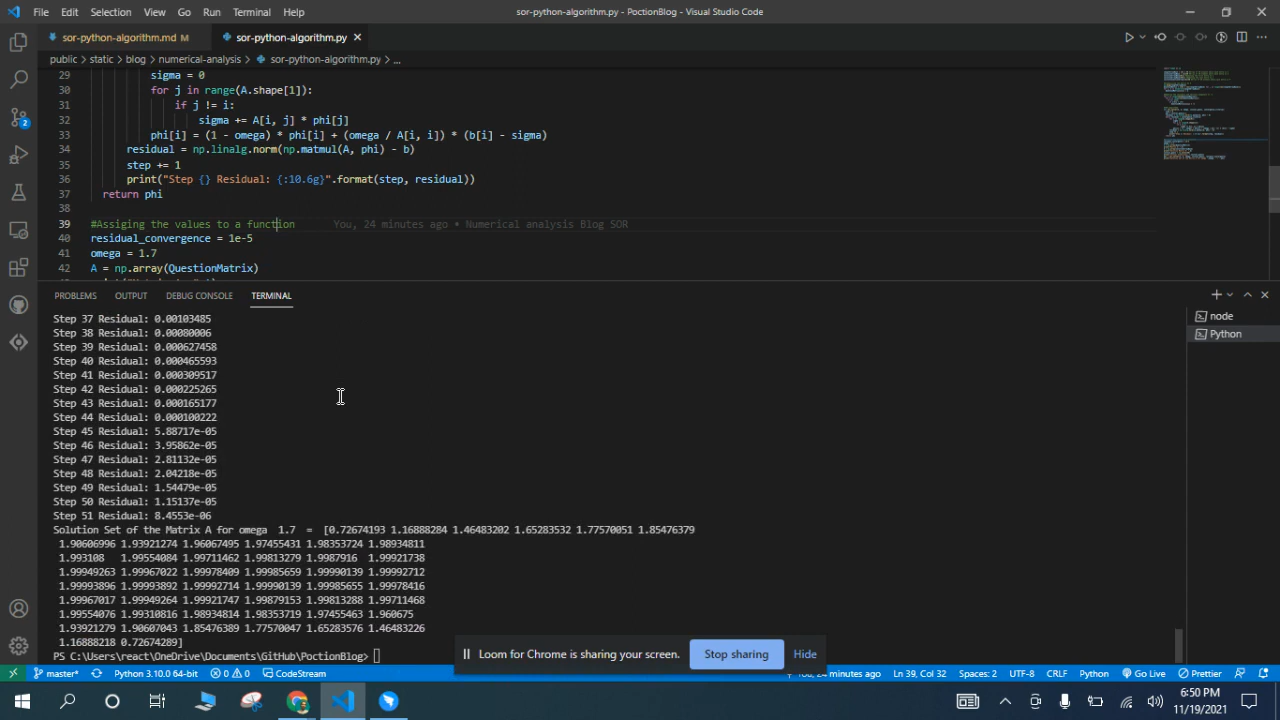 File Edit Selection View Go Run Terminal Help
sor-python-algorithm.py - PoctionBlog - Visual Studio Code
sor-python-algorithm.md M
sor-python-algorithm.py
public > static > blog > numerical-analysis > sor-python-algorithm.py > ...
29 sigma = 0
30 for j in range(A.shape[1]):
31 if j != i:
32 sigma += A[i, j] * phi[j]
33 phi[i] = (1 - omega) * phi[i] + (omega / A[i, i]) * (b[i] - sigma)
34 residual = np.linalg.norm(np.matmul(A, phi) - b)
35 step += 1
36 print("Step {} Residual: {:10.6g}".format(step, residual))
37 return phi
38
39 #Assiging the values to a function You, 24 minutes ago • Numerical analysis Blog SOR
40 residual_convergence = 1e-5
41 omega = 1.7
42 A = np.array(QuestionMatrix)
PROBLEMS OUTPUT DEBUG CONSOLE TERMINAL
node
Python
Step 37 Residual: 0.00103485
Step 38 Residual: 0.00080006
Step 39 Residual: 0.000627458
Step 40 Residual: 0.000465593
Step 41 Residual: 0.000309517
Step 42 Residual: 0.000225265
Step 43 Residual: 0.000165177
Step 44 Residual: 0.000100222
Step 45 Residual: 5.88717e-05
Step 46 Residual: 3.95862e-05
Step 47 Residual: 2.81132e-05
Step 48 Residual: 2.04218e-05
Step 49 Residual: 1.54479e-05
Step 50 Residual: 1.15137e-05
Step 51 Residual: 8.4553e-06
Solution Set of the Matrix A for omega 1.7 = [0.72674193 1.16888284 1.46483202 1.65283532 1.77570051 1.85476379
1.90606996 1.93921274 1.96067495 1.97455431 1.98353724 1.98934811
1.993108 1.99554084 1.99711462 1.99813279 1.9987916 1.99921738
1.99949263 1.99967022 1.99978409 1.99985659 1.99990139 1.99992712
1.99993896 1.99993892 1.99992714 1.99990139 1.99985655 1.99978416
1.99967017 1.99949264 1.99921747 1.99879153 1.99813288 1.99711468
1.99554076 1.99310816 1.98934814 1.98353719 1.97455463 1.960675
1.93921279 1.90607043 1.85476389 1.77570047 1.65283576 1.46483226
1.16888218 0.72674289]
PS C:\Users\react\OneDrive\Documents\GitHub\PoctionBlog>
Loom for Chrome is sharing your screen. Stop sharing Hide
master* Python 3.10.0 64-bit 0 0 CodeStream You, 24 minutes ago Ln 39, Col 32 Spaces: 2 UTF-8 CRLF Python Go Live Prettier
2
6:50 PM
11/19/2021